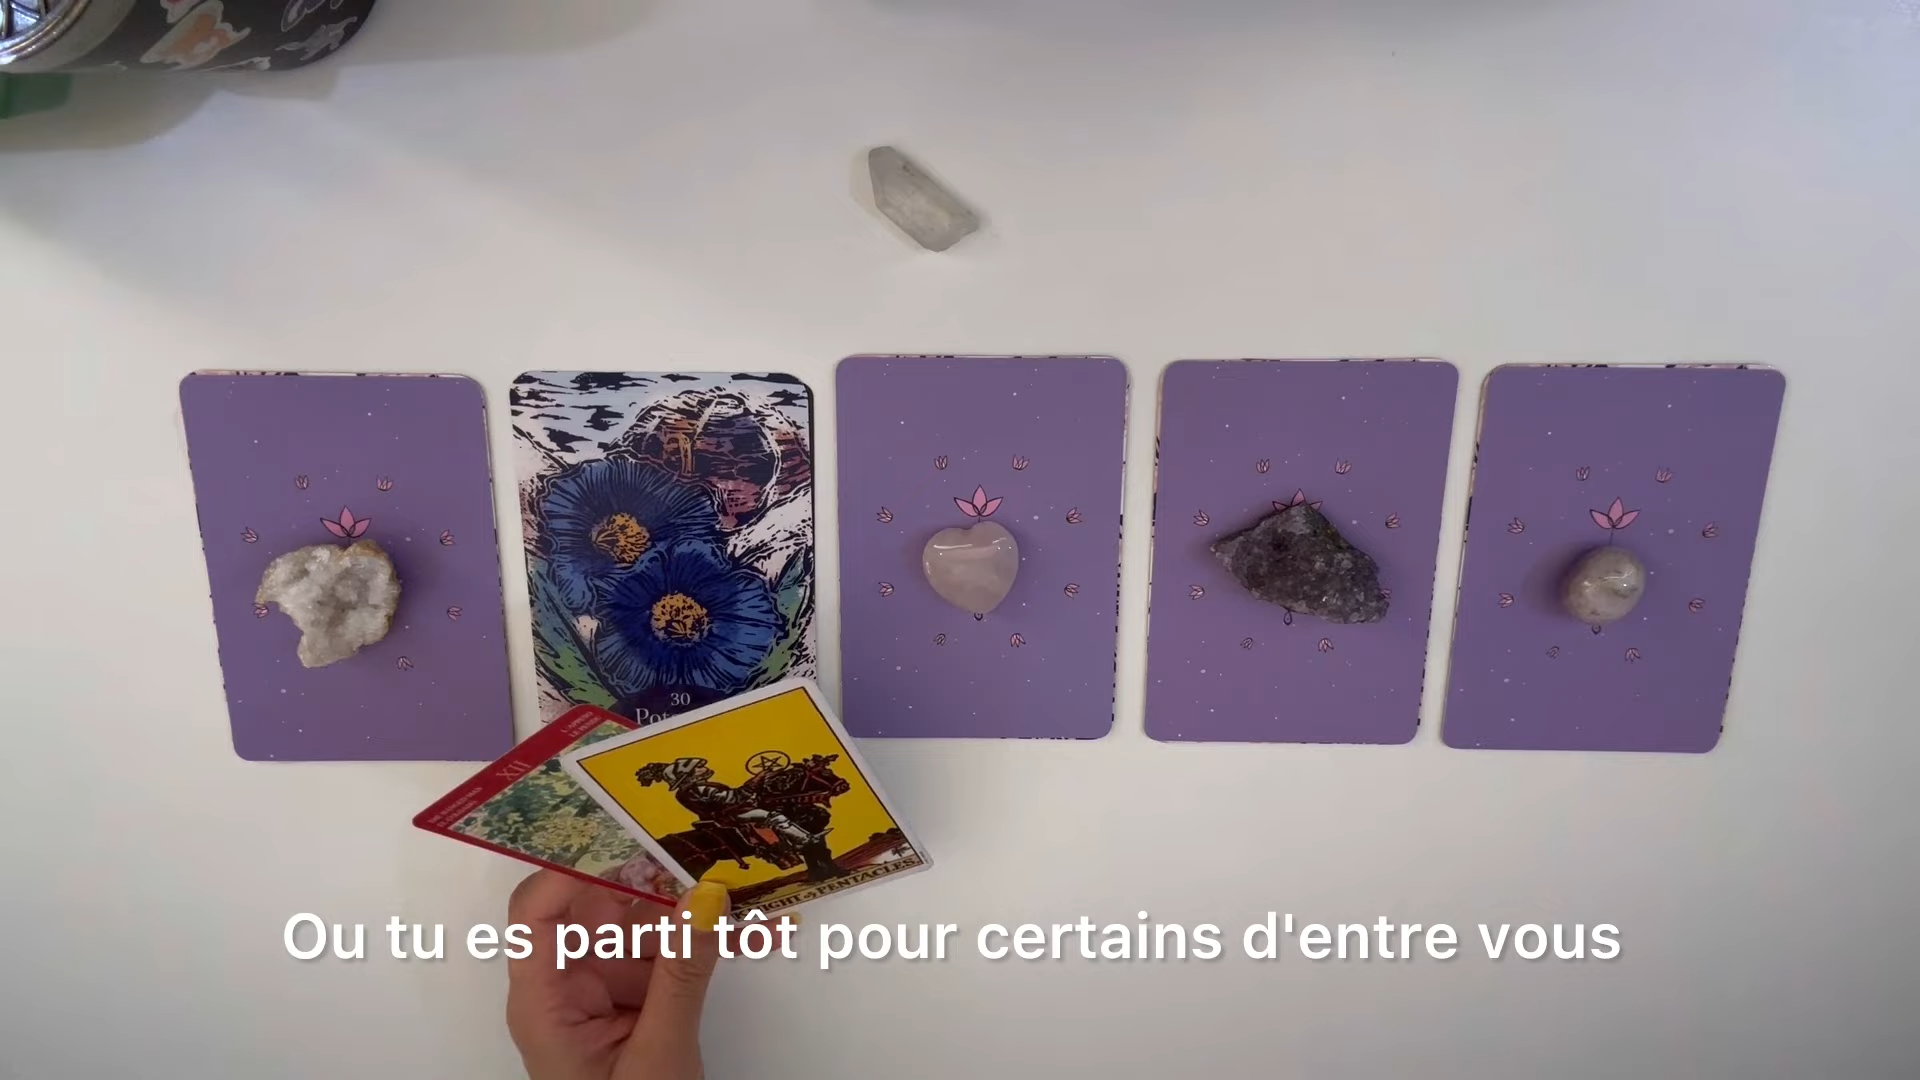 30
XII
KNIGHT of PENTACLES.
Ou tu es parti tôt pour certains d'entre vous